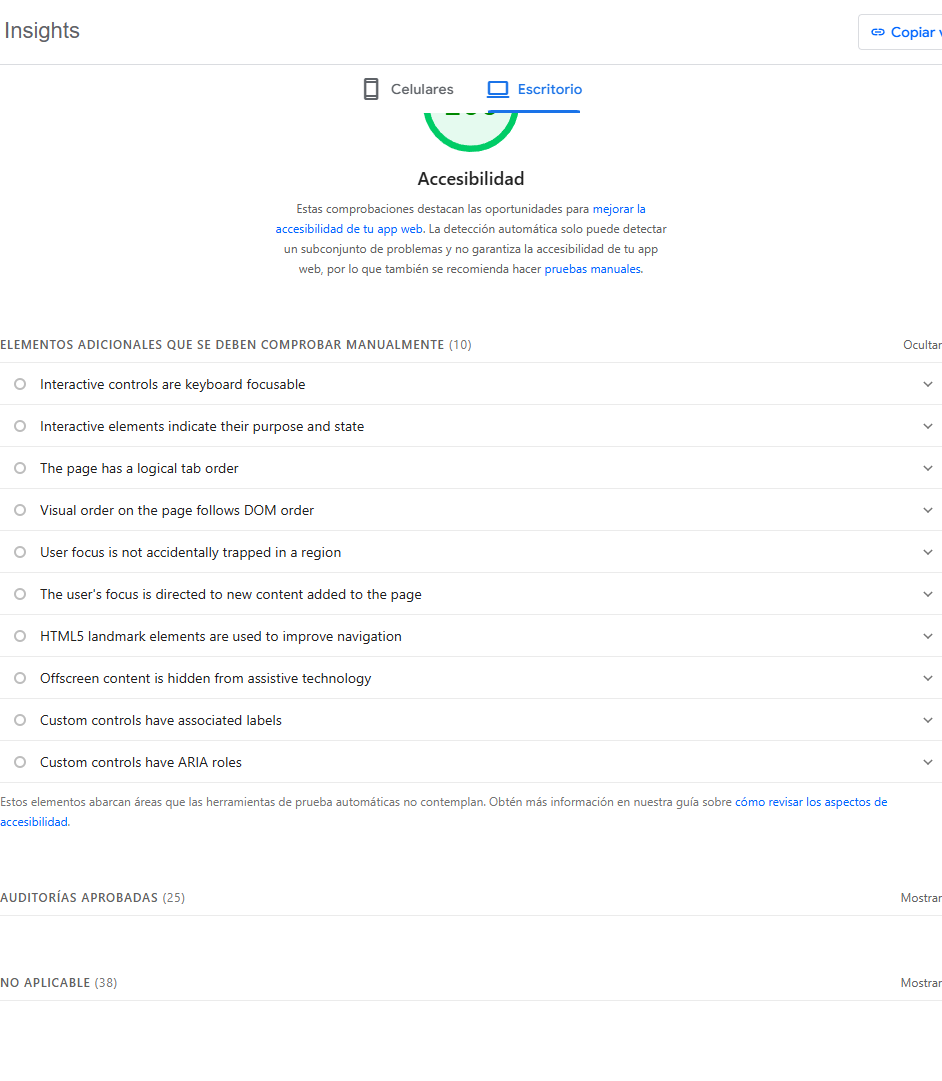 Insights
Copiar
Celulares
Escritorio
Accesibilidad
Estas comprobaciones destacan las oportunidades para mejorar la
accesibilidad de tu app web. La detección automática solo puede detectar
un subconjunto de problemas y no garantiza la accesibilidad de tu app
web, por lo que también se recomienda hacer pruebas manuales.
ELEMENTOS ADICIONALES QUE SE DEBEN COMPROBAR MANUALMENTE (10)
Ocultar
Interactive controls are keyboard focusable
Interactive elements indicate their purpose and state
The page has a logical tab order
Visual order on the page follows DOM order
User focus is not accidentally trapped in a region
The user's focus is directed to new content added to the page
HTML5 landmark elements are used to improve navigation
Offscreen content is hidden from assistive technology
Custom controls have associated labels
Custom controls have ARIA roles
Estos elementos abarcan áreas que las herramientas de prueba automáticas no contemplan. Obtén más información en nuestra guía sobre cómo revisar los aspectos de
accesibilidad.
AUDITORÍAS APROBADAS (25)
Mostrar
NO APLICABLE (38)
Mostrar